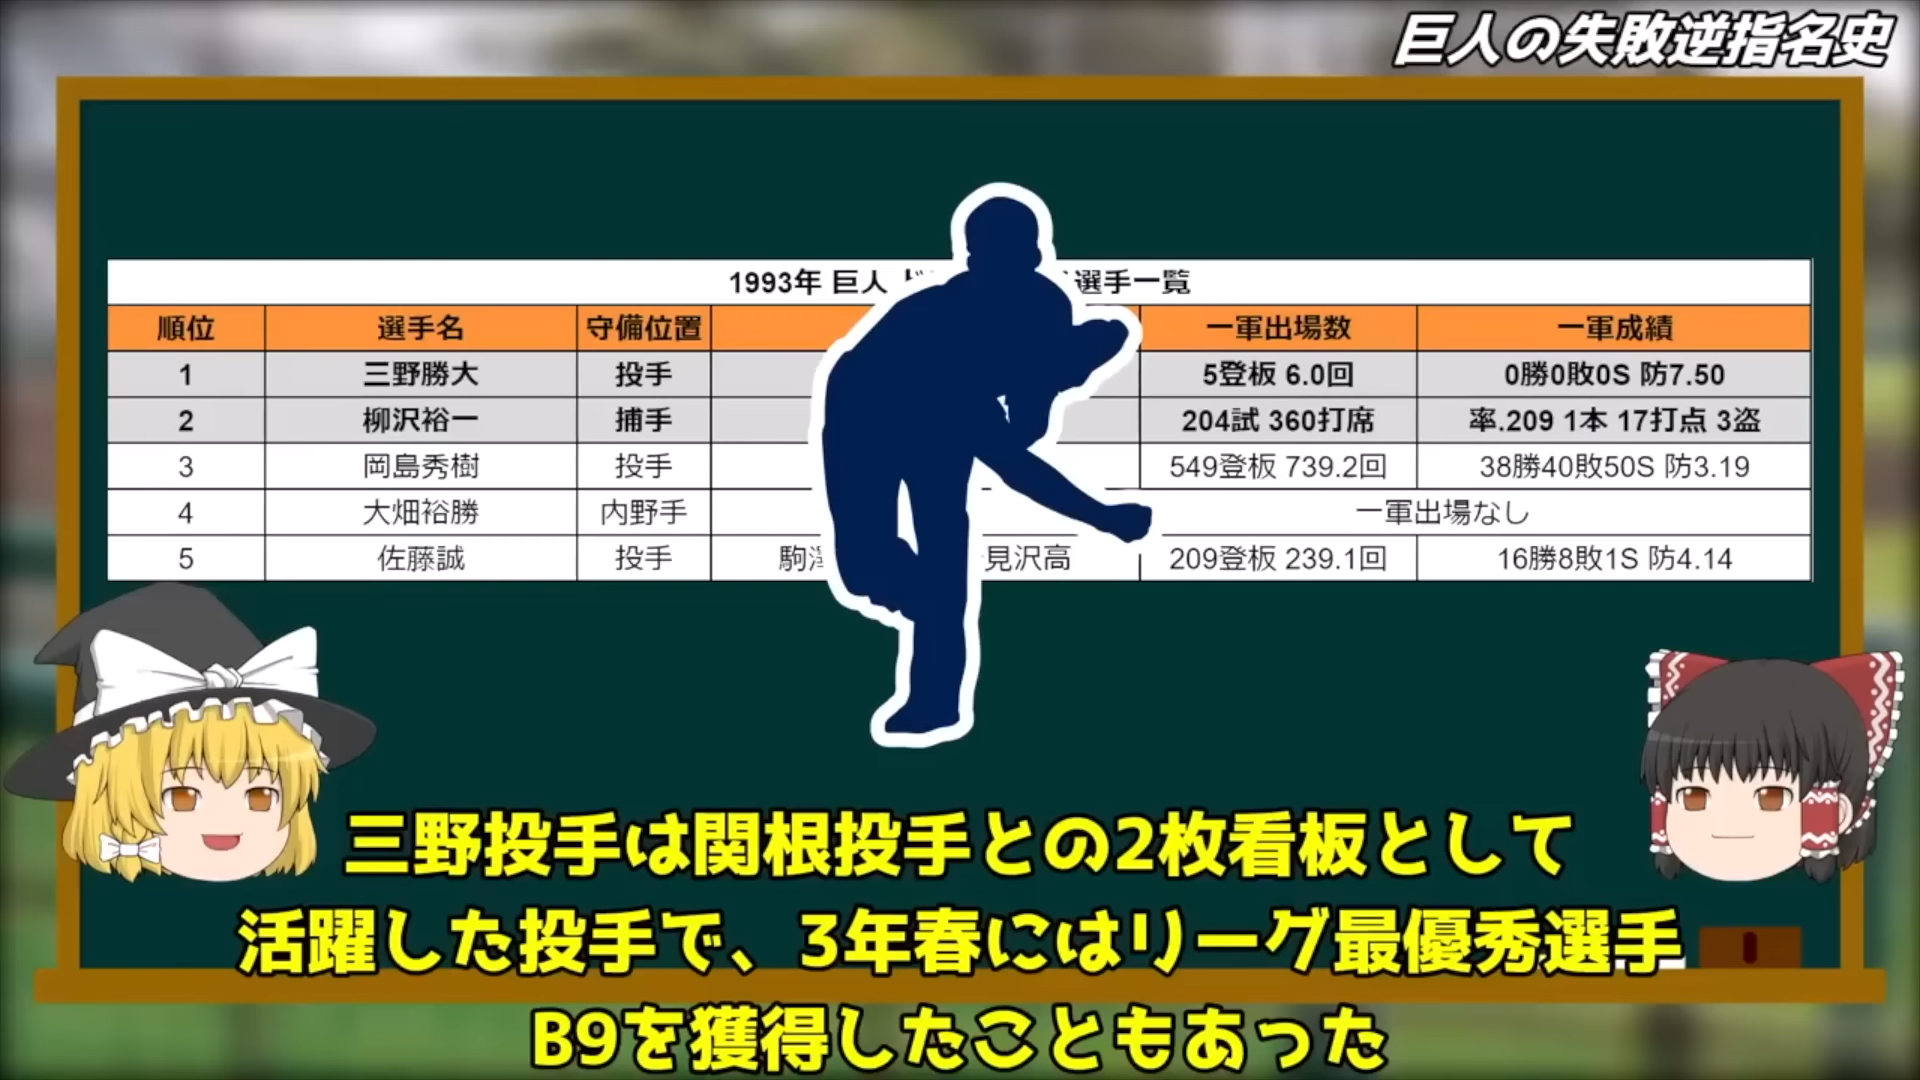 巨人の失敗逆指名史
1993年 巨人 選手一覧
順位 選手名 守備位置 一軍出場数 一軍成績
1 三野勝大 投手 5登板 6.0回 0勝0敗0S 防7.50
2 柳沢裕一 捕手 204試 360打席 率.209 1本 17打点 3盗
3 岡島秀樹 投手 549登板 739.2回 38勝40敗50S 防3.19
4 大畑裕勝 内野手 一軍出場なし
5 佐藤誠 投手 駒 見沢高 209登板 239.1回 16勝8敗1S 防4.14
三野投手は関根投手との2枚看板として
活躍した投手で、3年春にはリーグ最優秀選手
B9を獲得したこともあった